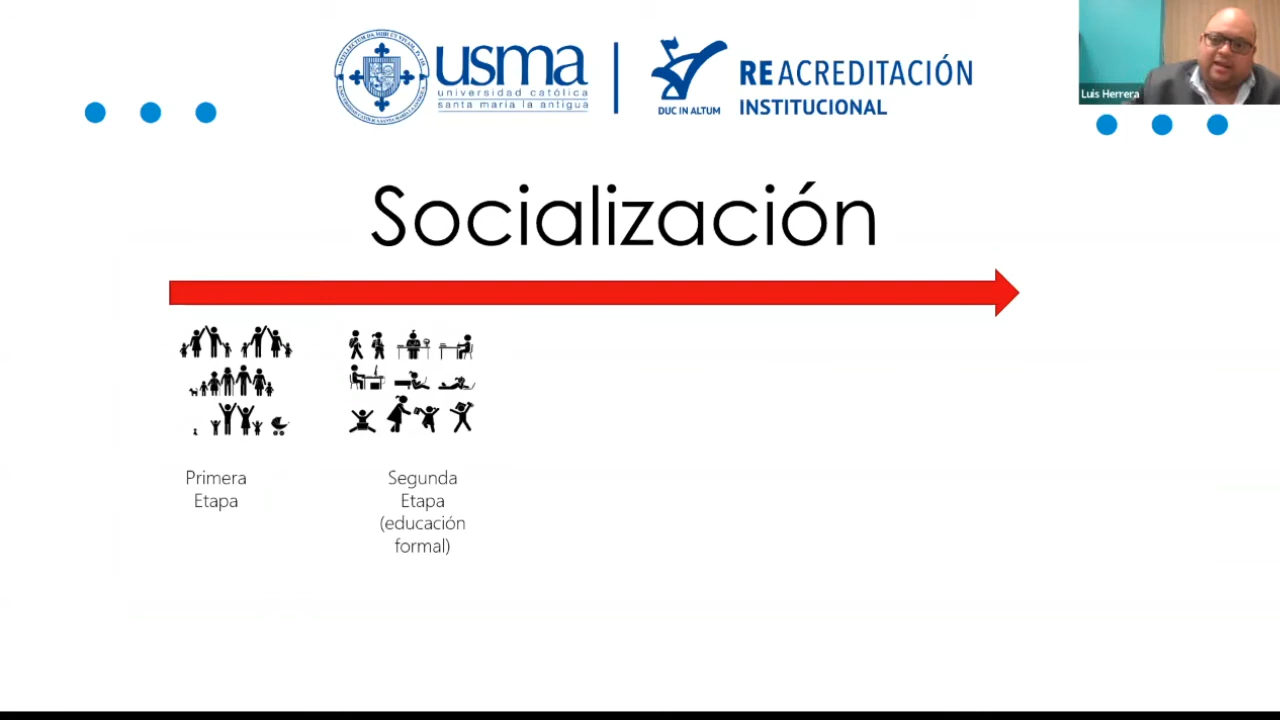 usma
universidad católica
santa maría la antigua
DUC IN ALTUM
REACREDITACIÓN
INSTITUCIONAL
Luis Herrera
Socialización
Primera
Etapa
Segunda
Etapa
(educación
formal)